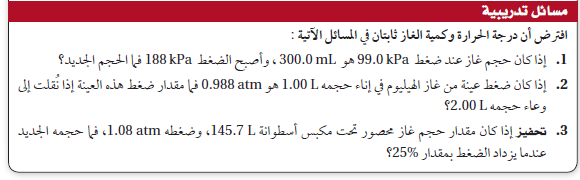 مسائل تدريبية
افترض أن درجة الحرارة وكمية الغاز ثابتتان في المسائل الآتية :
1. إذا كان حجم غاز عند ضغط 99.0 kPa هو 300.0 mL، وأصبح الضغط 188 kPa فما الحجم الجديد؟
2. إذا كان ضغط عينة من غاز الهيليوم في إناء حجمه 1.00 L هو 0.988 atm فما مقدار ضغط هذه العينة إذا نُقلت إلى
وعاء حجمه 2.00 L؟
3. تحفيز إذا كان مقدار حجم غاز محصور تحت مكبس أسطوانة 145.7 L، وضغطه 1.08 atm، فما حجمه الجديد
عندما يزداد الضغط بمقدار 25%؟